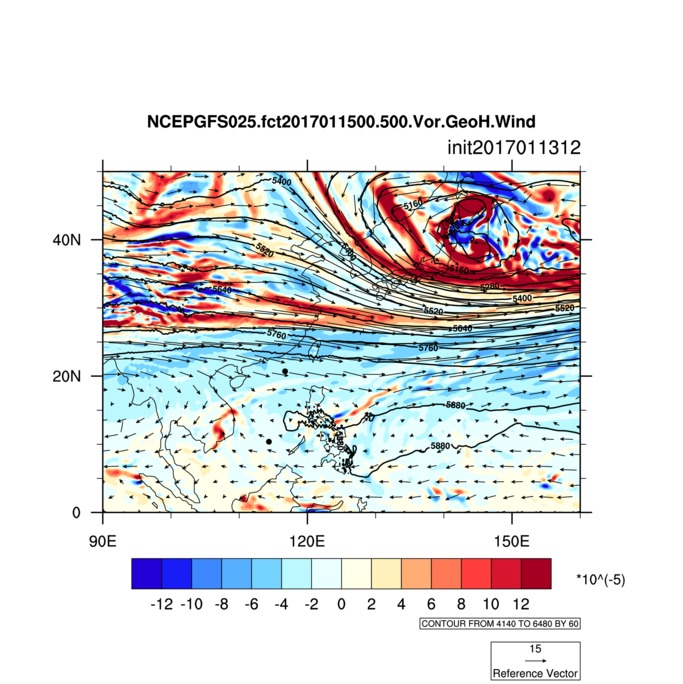 NCEPGFS025.fct2017011500.500.Vor.GeoH.Wind
init2017011312
5400
5160
40N
5520
5160
5280
5640
5400
5520
5520
5640
5760
5760
20N
5880
5880
0
90E 120E 150E
*10^(-5)
-12 -10 -8 -6 -4 -2 0 2 4 6 8 10 12
CONTOUR FROM 4140 TO 6480 BY 60
15
Reference Vector